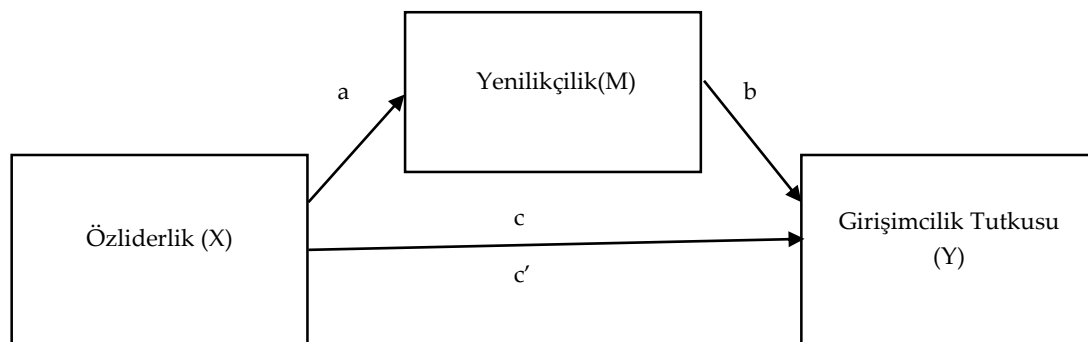 Yenilikçilik(M)
a
b
Özliderlik (X)
c
c’
Girişimcilik Tutkusu
(Y)